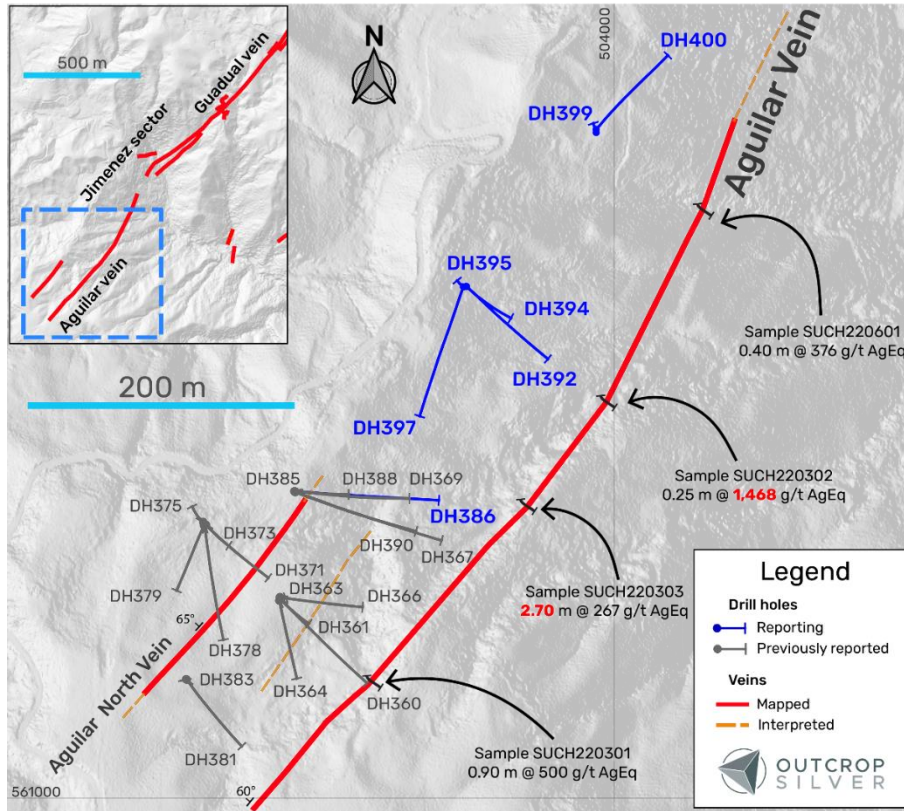 500 m
Guadual vein
Jimenez sector
Aguilar vein
N
504000
DH400
DH399
Aguilar Vein
DH395
DH394
DH392
DH397
Sample SUCH220601
0.40 m @ 376 g/t AgEq
200 m
Sample SUCH220302
0.25 m @ 1,468 g/t AgEq
DH385
DH388
DH369
DH375
DH386
DH373
DH390
DH367
DH371
DH379
DH363
DH366
65°
DH361
DH378
Sample SUCH220303
2.70 m @ 267 g/t AgEq
DH383
DH364
DH360
Aguilar North Vein
DH381
Sample SUCH220301
0.90 m @ 500 g/t AgEq
561000
60°
Legend
Drill holes
Reporting
Previously reported
Veins
Mapped
Interpreted
OUTCROP
SILVER